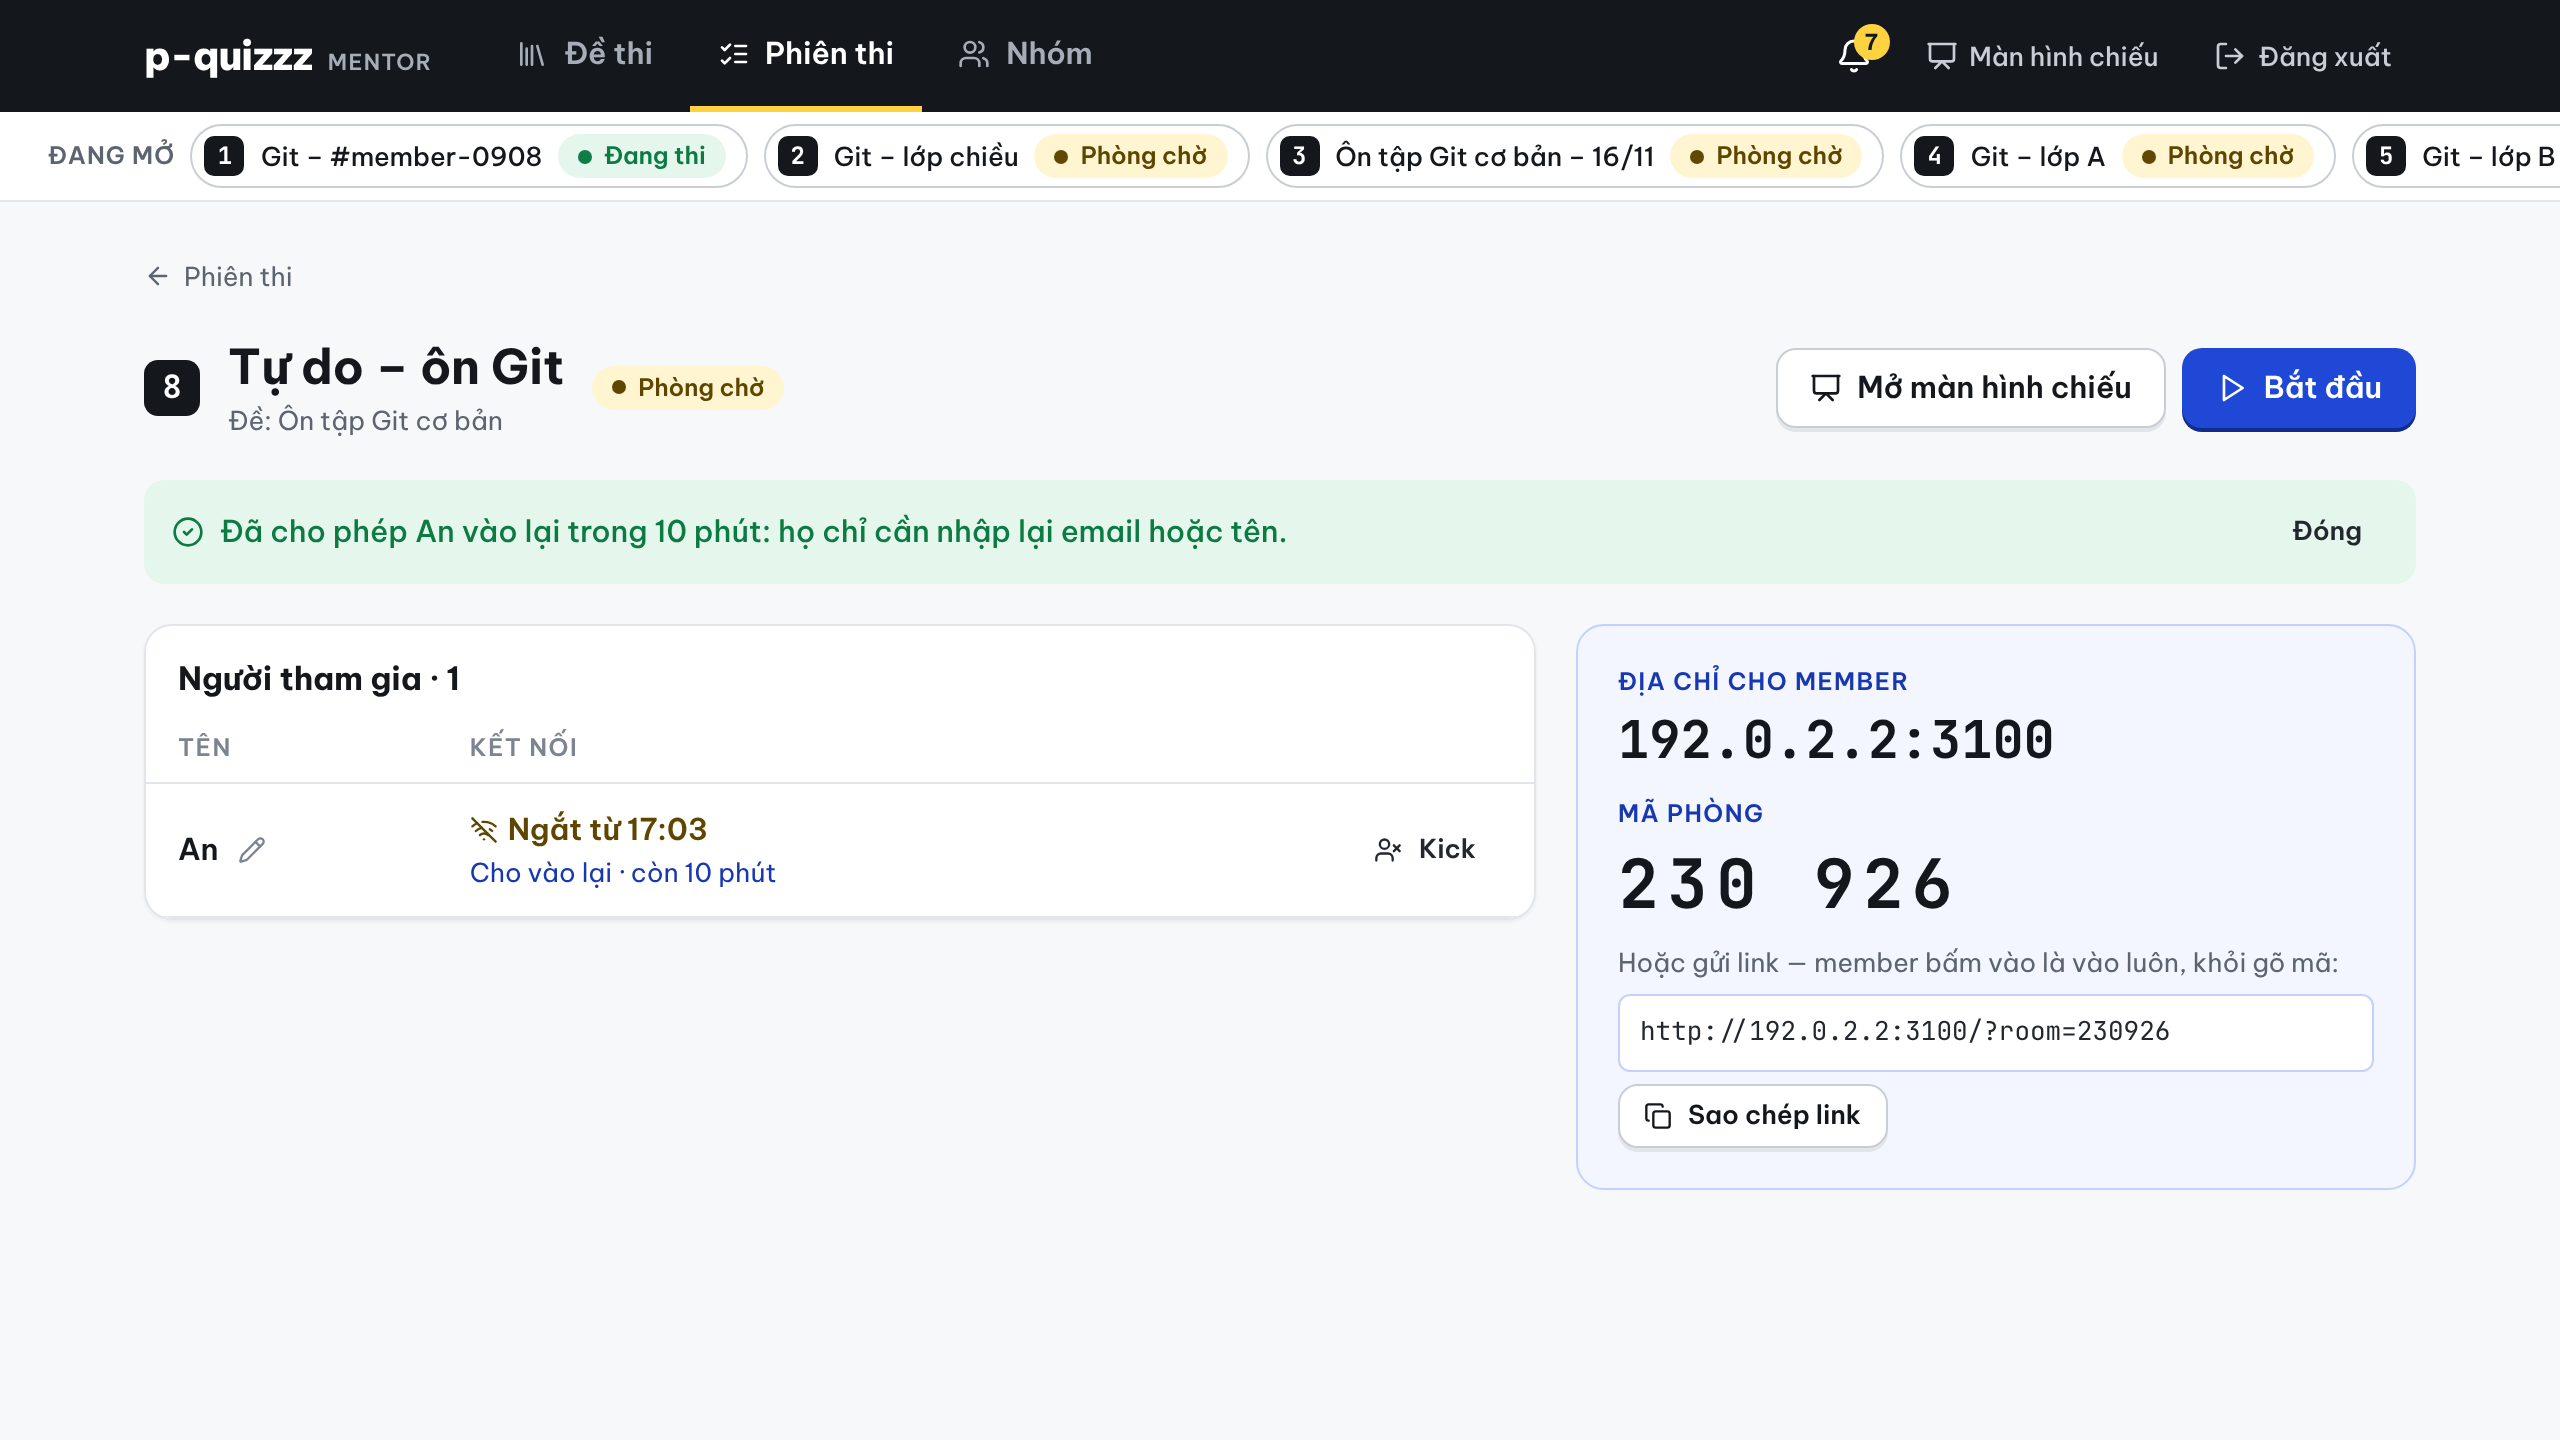 p-quizzz MENTOR
Đề thi
Phiên thi
Nhóm
7
Màn hình chiếu
Đăng xuất
ĐANG MỞ
1 Git – #member-0908 Đang thi
2 Git – lớp chiều Phòng chờ
3 Ôn tập Git cơ bản – 16/11 Phòng chờ
4 Git – lớp A Phòng chờ
5 Git – lớp B
Phiên thi
8
Tự do – ôn Git
Phòng chờ
Đề: Ôn tập Git cơ bản
Mở màn hình chiếu
Bắt đầu
Đã cho phép An vào lại trong 10 phút: họ chỉ cần nhập lại email hoặc tên.
Đóng
Người tham gia · 1
TÊN KẾT NỐI
An
Ngắt từ 17:03
Cho vào lại · còn 10 phút
Kick
ĐỊA CHỈ CHO MEMBER
192.0.2.2:3100
MÃ PHÒNG
230 926
Hoặc gửi link — member bấm vào là vào luôn, khỏi gõ mã:
http://192.0.2.2:3100/?room=230926
Sao chép link